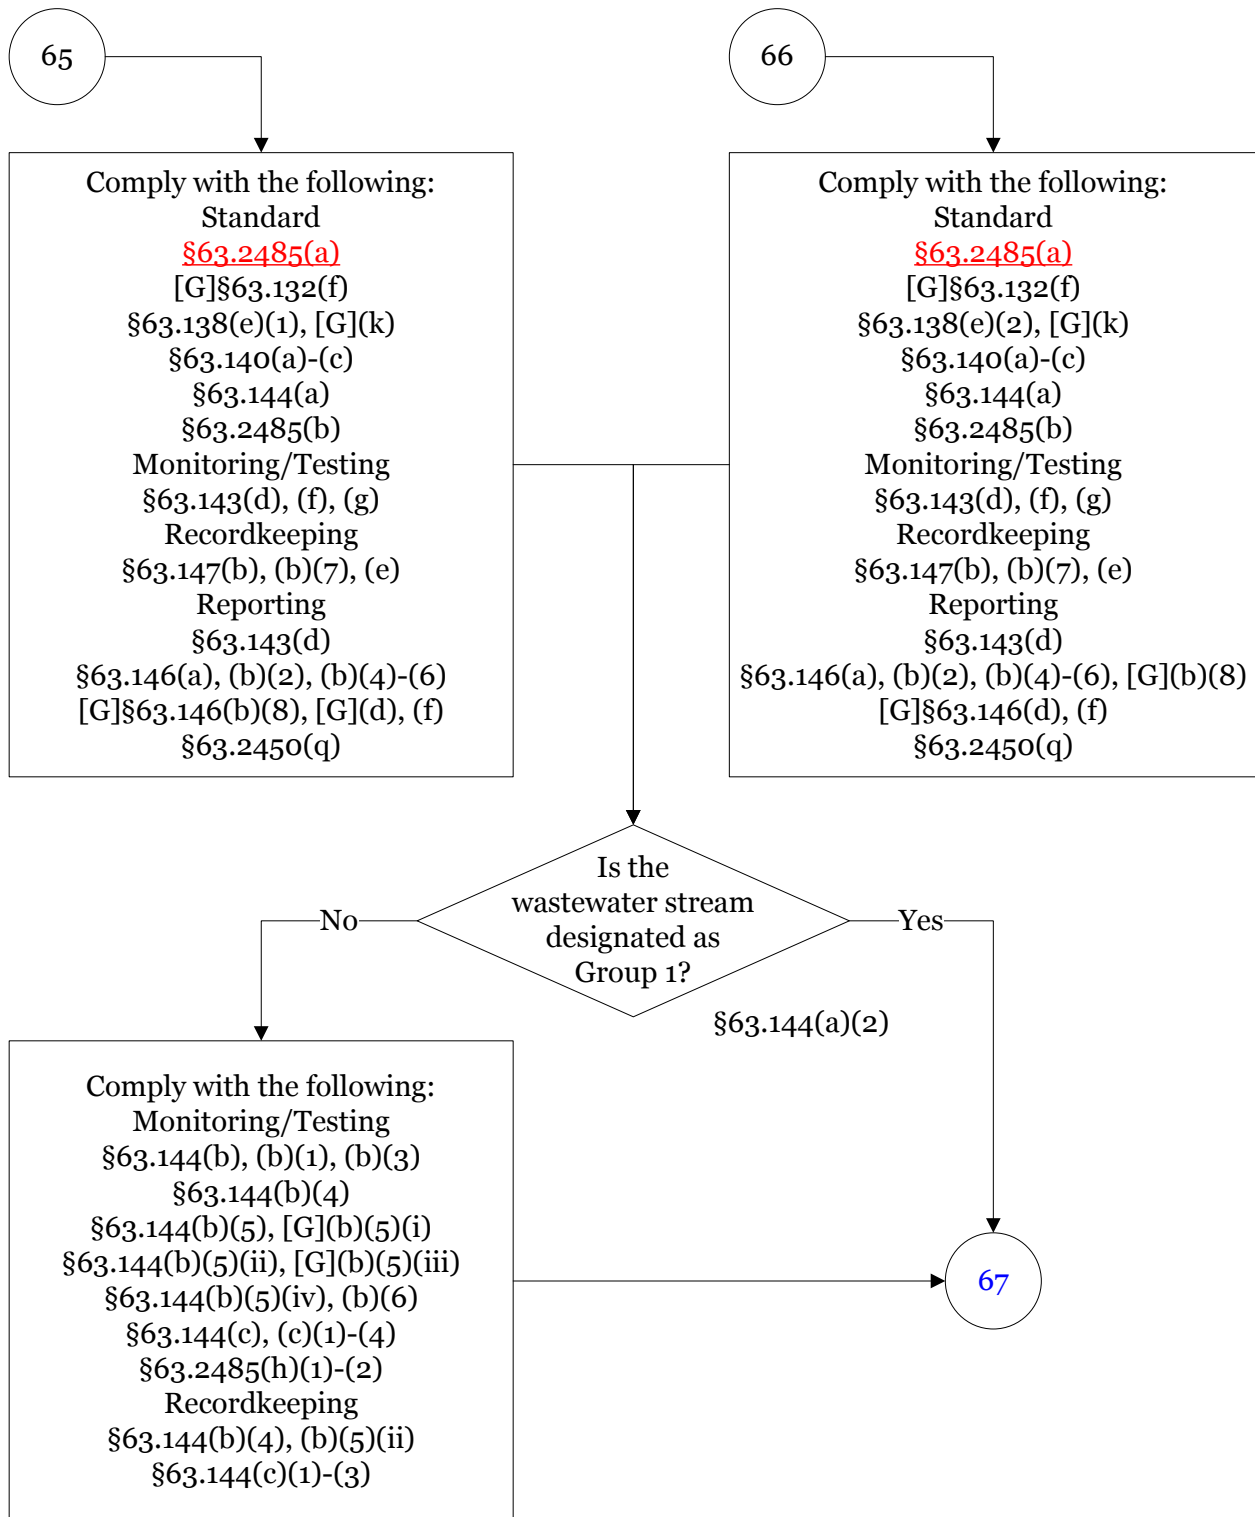 65
Comply with the following:
Standard
§63.2485(a)
[G]§63.132(f)
§63.138(e)(1), [G](k)
§63.140(a)-(c)
§63.144(a)
§63.2485(b)
Monitoring/Testing
§63.143(d), (f), (g)
Recordkeeping
§63.147(b), (b)(7), (e)
Reporting
§63.143(d)
§63.146(a), (b)(2), (b)(4)-(6)
[G]§63.146(b)(8), [G](d), (f)
§63.2450(q)
66
Comply with the following:
Standard
§63.2485(a)
[G]§63.132(f)
§63.138(e)(2), [G](k)
§63.140(a)-(c)
§63.144(a)
§63.2485(b)
Monitoring/Testing
§63.143(d), (f), (g)
Recordkeeping
§63.147(b), (b)(7), (e)
Reporting
§63.143(d)
§63.146(a), (b)(2), (b)(4)-(6), [G](b)(8)
[G]§63.146(d), (f)
§63.2450(q)
Is the
wastewater stream
designated as
Group 1?
No
Yes
§63.144(a)(2)
Comply with the following:
Monitoring/Testing
§63.144(b), (b)(1), (b)(3)
§63.144(b)(4)
§63.144(b)(5), [G](b)(5)(i)
§63.144(b)(5)(ii), [G](b)(5)(iii)
§63.144(b)(5)(iv), (b)(6)
§63.144(c), (c)(1)-(4)
§63.2485(h)(1)-(2)
Recordkeeping
§63.144(b)(4), (b)(5)(ii)
§63.144(c)(1)-(3)
67